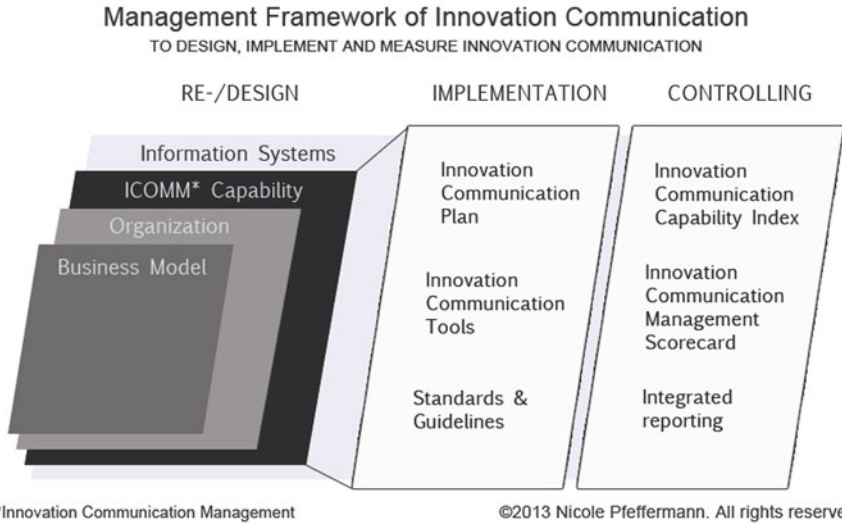 Management Framework of Innovation Communication
TO DESIGN, IMPLEMENT AND MEASURE INNOVATION COMMUNICATION
RE-/DESIGN
Information Systems
ICOMM* Capability
Organization
Business Model
IMPLEMENTATION
Innovation
Communication
Plan
Innovation
Communication
Tools
Standards &
Guidelines
CONTROLLING
Innovation
Communication
Capability Index
Innovation
Communication
Management
Scorecard
Integrated
reporting
*Innovation Communication Management
©2013 Nicole Pfeffermann. All rights reserve